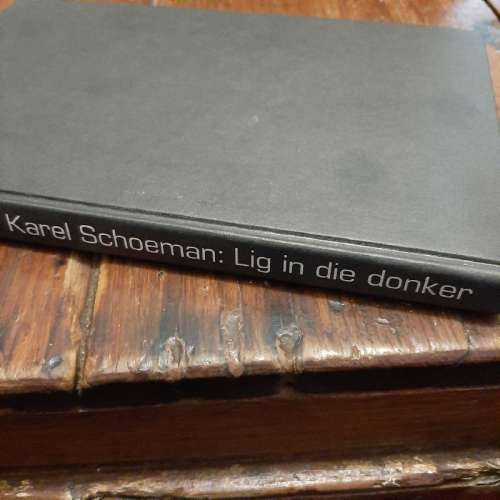 Karel Schoeman: Lig in die donker